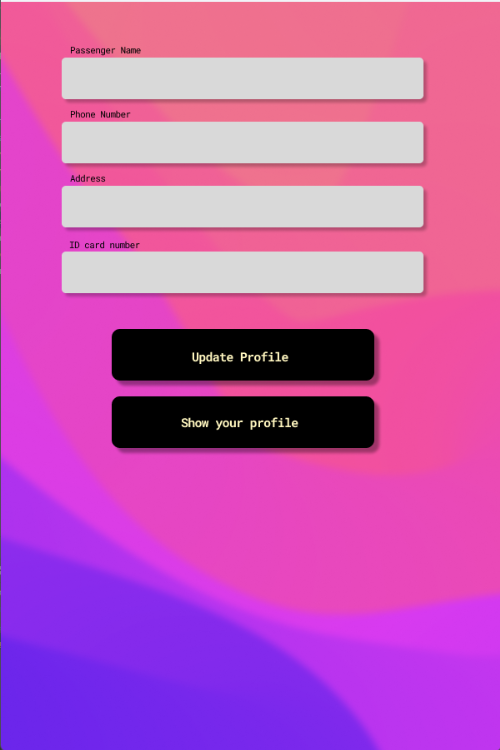 Passenger Name
Phone Number
Address
ID card number
Update Profile
Show your profile